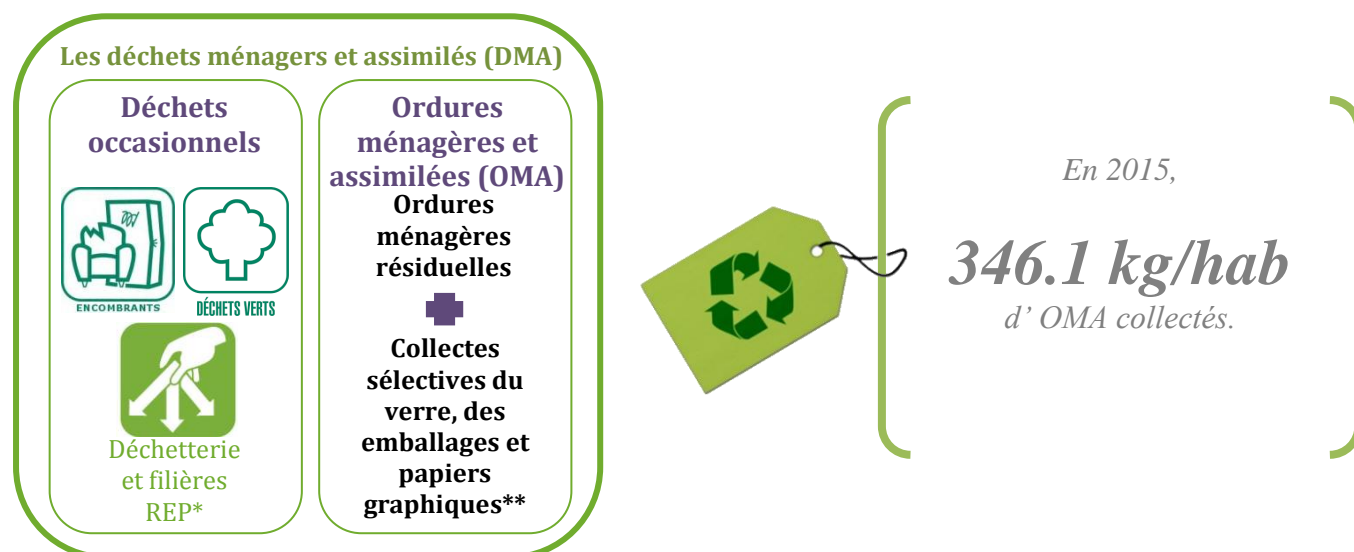 Les déchets ménagers et assimilés (DMA)
Déchets
occasionnels
ENCOMBRANTS
DÉCHETS VERTS
Déchetterie
et filières
REP*
Ordures
ménagères et
assimilées (OMA)
Ordures
ménagères
résiduelles
Collectes
sélectives du
verre, des
emballages et
papiers
graphiques**
En 2015,
346.1 kg/hab
d' OMA collectés.